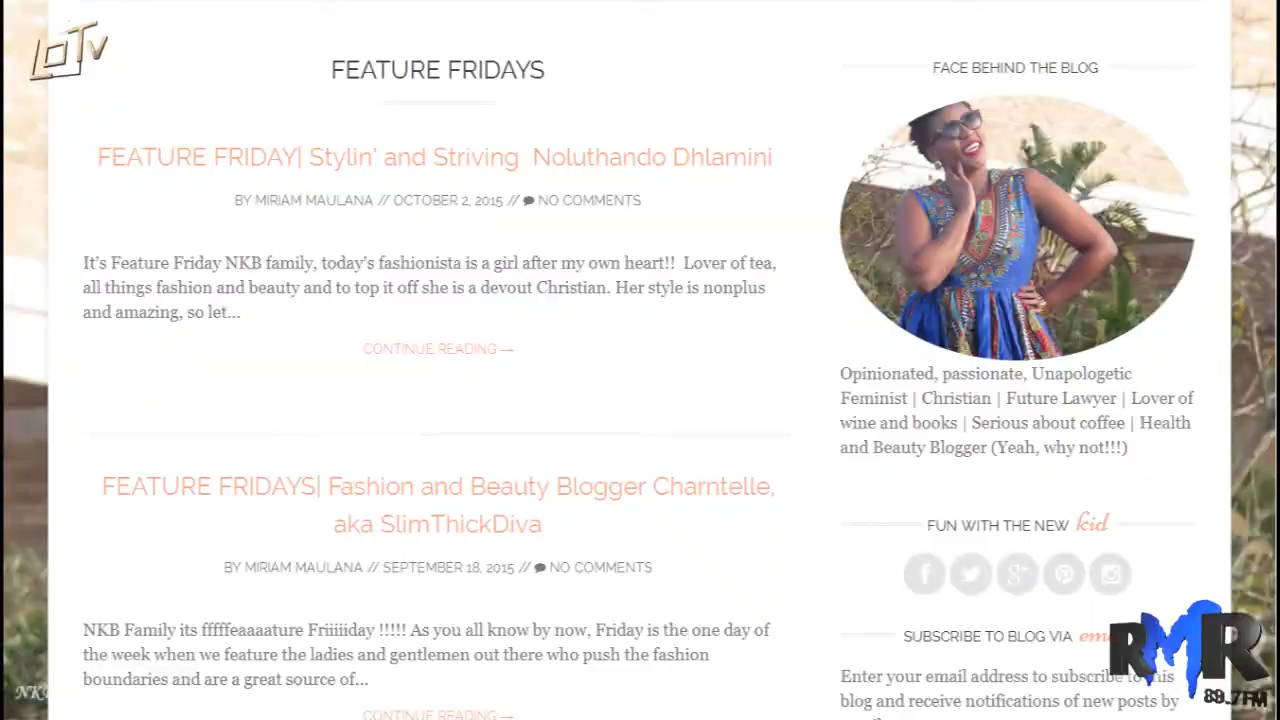 LOTV
FEATURE FRIDAYS
FEATURE FRIDAY| Stylin' and Striving Noluthando Dhlamini
BY MIRIAM MAULANA // OCTOBER 2, 2015 // NO COMMENTS
It's Feature Friday NKB family, today's fashionista is a girl after my own heart!! Lover of tea,
all things fashion and beauty and to top it off she is a devout Christian. Her style is nonplus
and amazing, so let...
CONTINUE READING →
FEATURE FRIDAYS| Fashion and Beauty Blogger Charntelle,
aka SlimThickDiva
BY MIRIAM MAULANA // SEPTEMBER 18, 2015 // NO COMMENTS
NKB Family its fffffeaaaature Friiiiiday !!!!! As you all know by now, Friday is the one day of
the week when we feature the ladies and gentlemen out there who push the fashion
boundaries and are a great source of...
CONTINUE READING →
FACE BEHIND THE BLOG
Opinionated, passionate, Unapologetic
Feminist | Christian | Future Lawyer | Lover of
wine and books | Serious about coffee | Health
and Beauty Blogger (Yeah, why not!!!)
FUN WITH THE NEW kid
SUBSCRIBE TO BLOG VIA
Enter your email address to subscribe to this
blog and receive notifications of new posts by
RMR
89.7FM
NKB